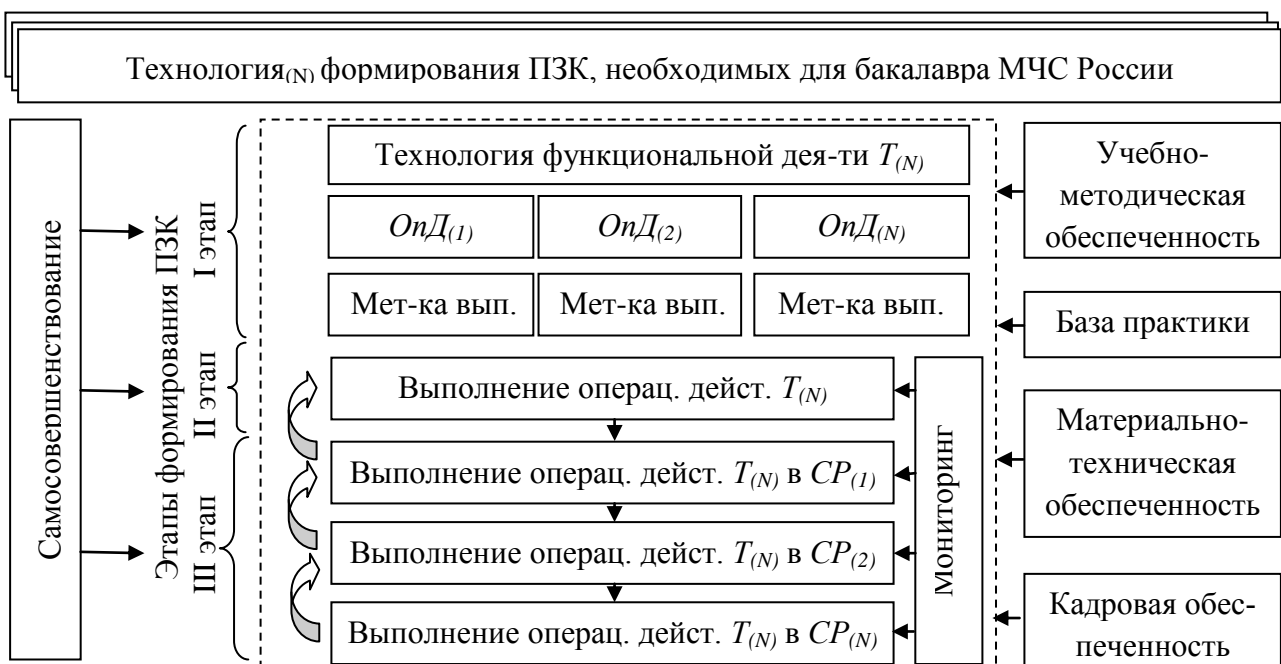 Технология(N) формирования ПЗК, необходимых для бакалавра МЧС России
Самосовершенствование
Этапы формирования ПЗК
I этап
II этап
III этап
Технология функциональной дея-ти T(N)
ОпД(1)
ОпД(2)
ОпД(N)
Мет-ка вып.
Мет-ка вып.
Мет-ка вып.
Выполнение операц. дейст. T(N)
Выполнение операц. дейст. T(N) в СР(1)
Выполнение операц. дейст. T(N) в СР(2)
Выполнение операц. дейст. T(N) в СР(N)
Мониторинг
Учебно-
методическая
обеспеченность
База практики
Материально-
техническая
обеспеченность
Кадровая обес-
печенность